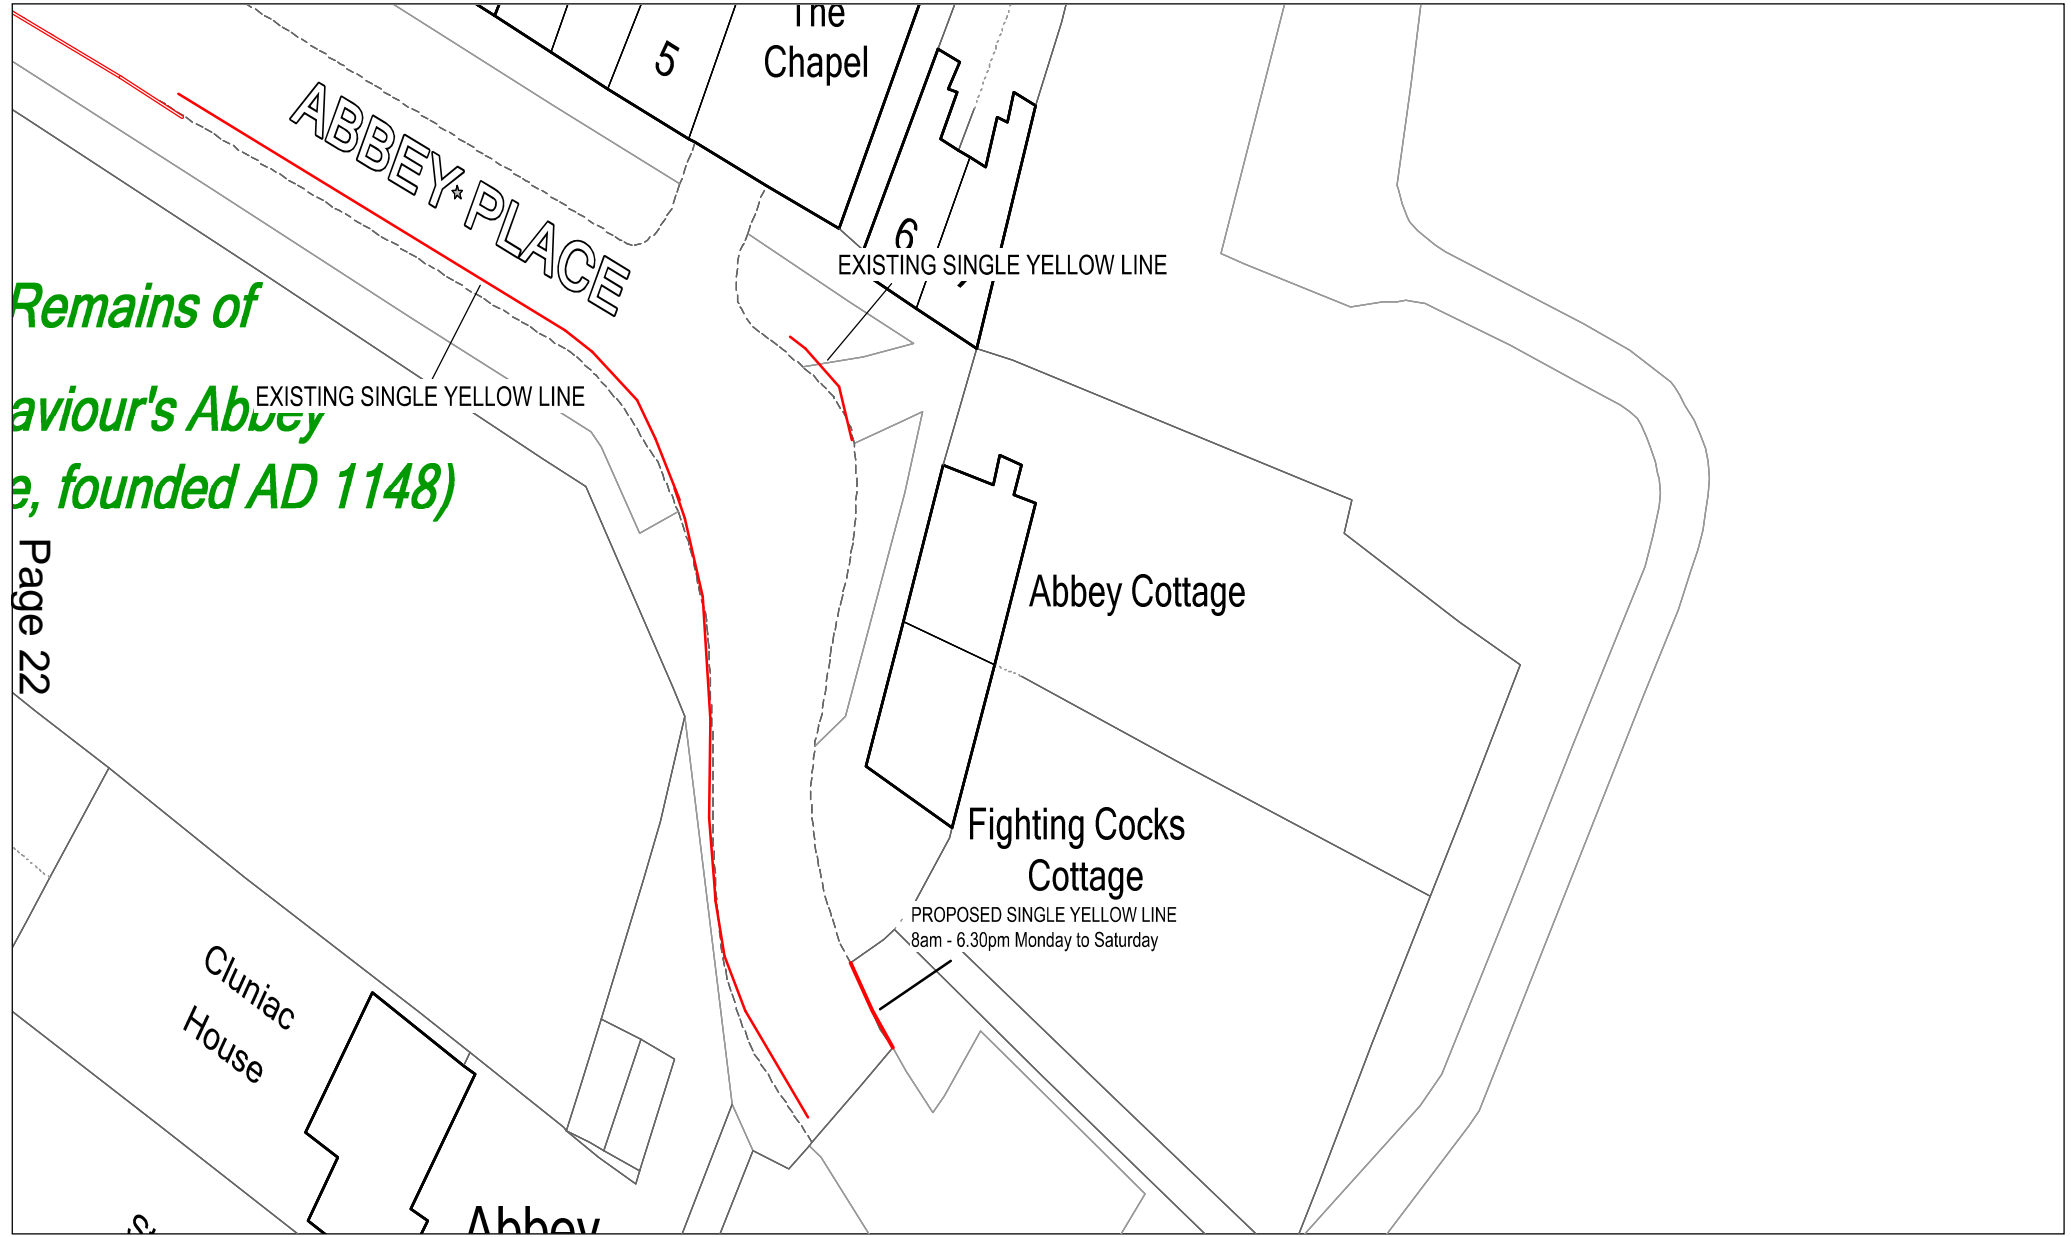 The
Chapel
5
ABBEY PLACE
6
EXISTING SINGLE YELLOW LINE
Remains of
EXISTING SINGLE YELLOW LINE
aviour's Abbey
e, founded AD 1148)
Page 22
Abbey Cottage
Fighting Cocks
Cottage
PROPOSED SINGLE YELLOW LINE
8am - 6.30pm Monday to Saturday
Cluniac
House
Abbey